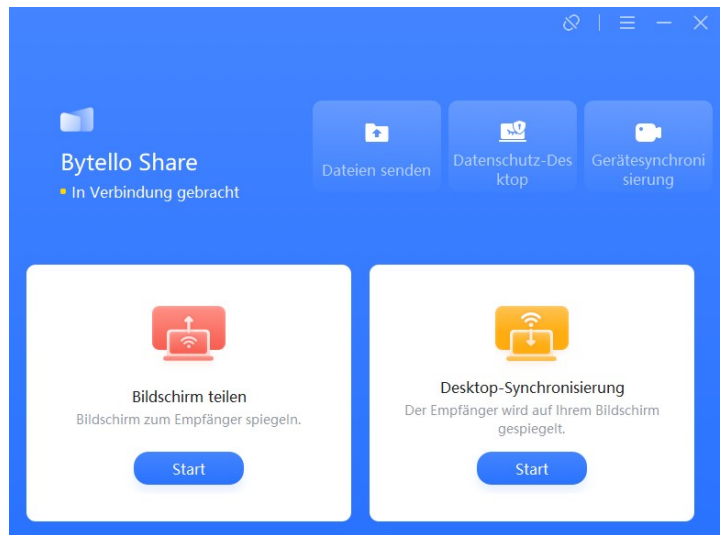 Bytello Share
In Verbindung gebracht
Dateien senden
Datenschutz-Des
ktop
Gerätesynchroni
sierung
Bildschirm teilen
Bildschirm zum Empfänger spiegeln.
Start
Desktop-Synchronisierung
Der Empfänger wird auf Ihrem Bildschirm
gespiegelt.
Start